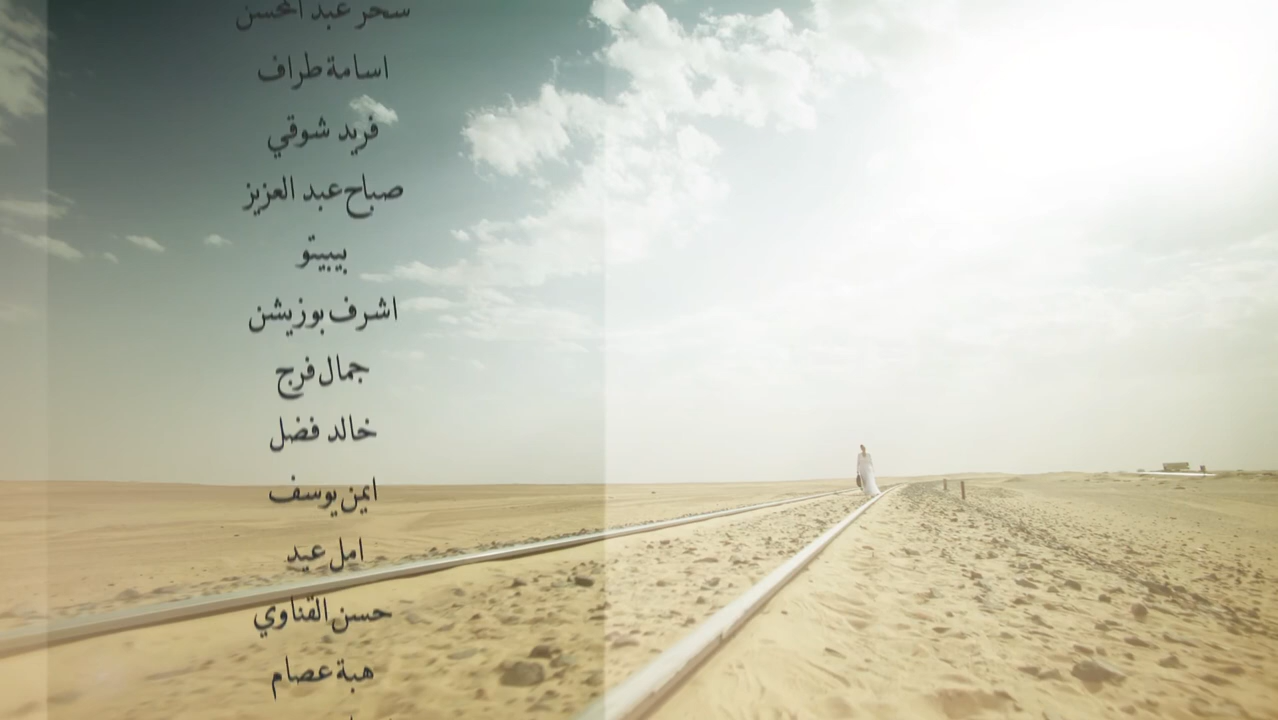 سحر عبد المحسن
اسامة طراف
فريد شوقي
صباح عبد العزيز
بيبيتو
اشرف بوزيشن
جمال فرج
خالد فضل
ايمن يوسف
امل عيد
حسن القناوي
هبة عصام